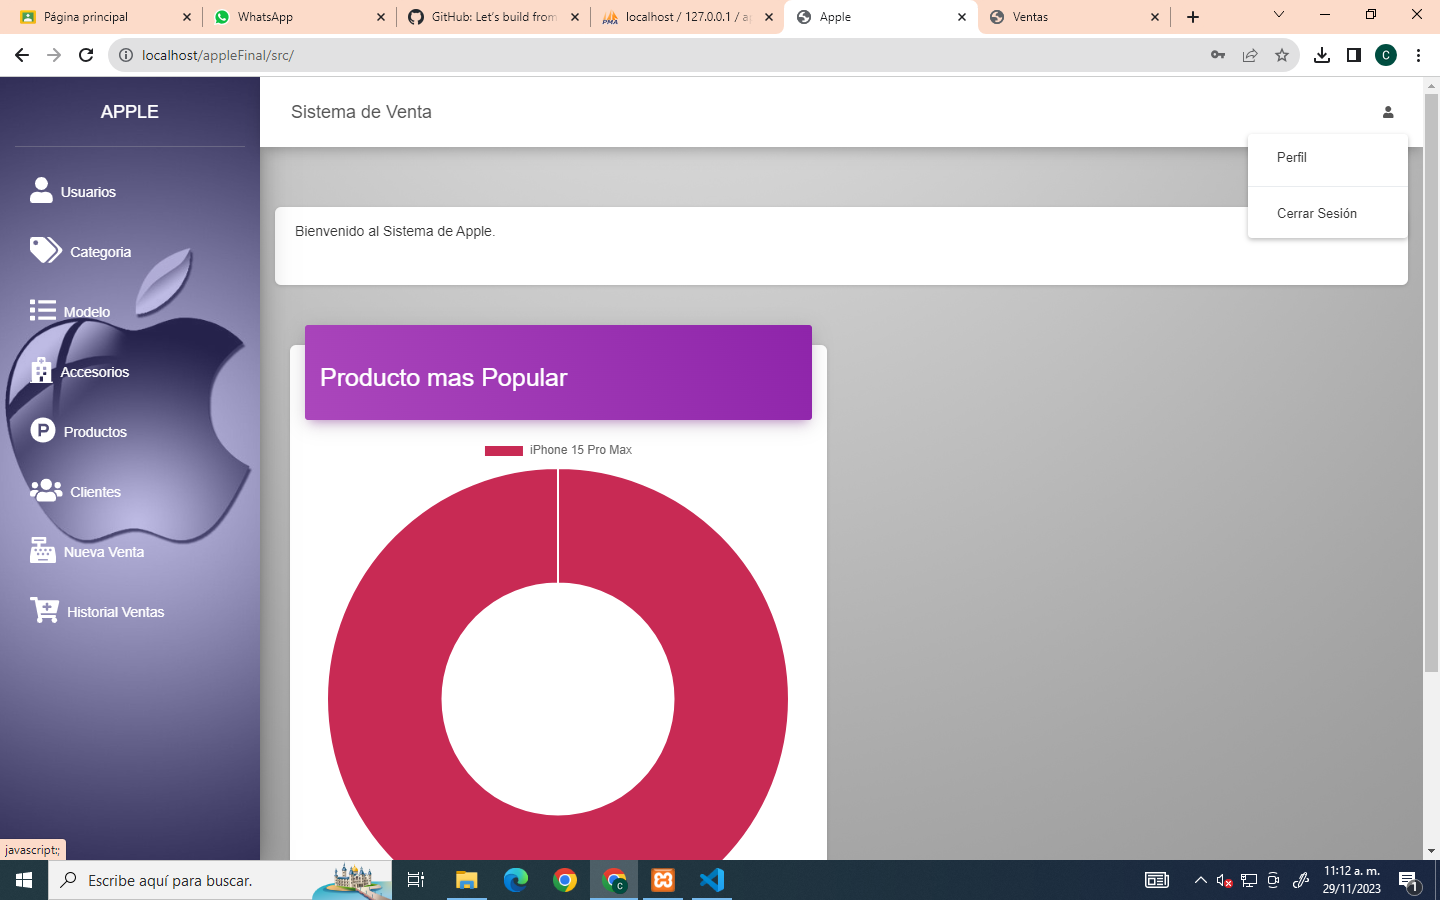 Página principal
WhatsApp
GitHub: Let's build from
localhost / 127.0.0.1 / a
Apple
Ventas
localhost/appleFinal/src/
C
APPLE
Sistema de Venta
Perfil
Cerrar Sesión
Usuarios
Categoria
Modelo
Accesorios
Productos
Clientes
Nueva Venta
Historial Ventas
Bienvenido al Sistema de Apple.
Producto mas Popular
iPhone 15 Pro Max
javascript:;
Escribe aquí para buscar.
11:12 a. m.
29/11/2023
1